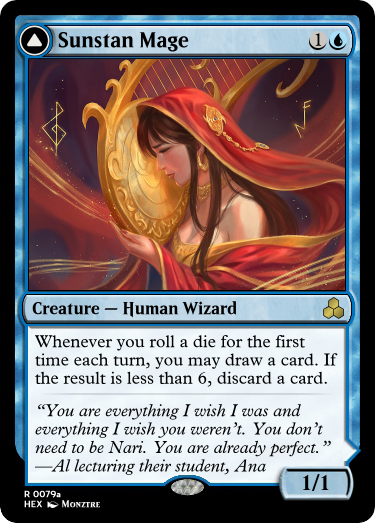 Sunstan Mage 1
Creature — Human Wizard
Whenever you roll a die for the first
time each turn, you may draw a card. If
the result is less than 6, discard a card.
“You are everything I wish I was and
everything I wish you weren’t. You don’t
need to be Nari. You are already perfect.”
—Al lecturing their student, Ana
1/1
R 0079a
HEX Monztre